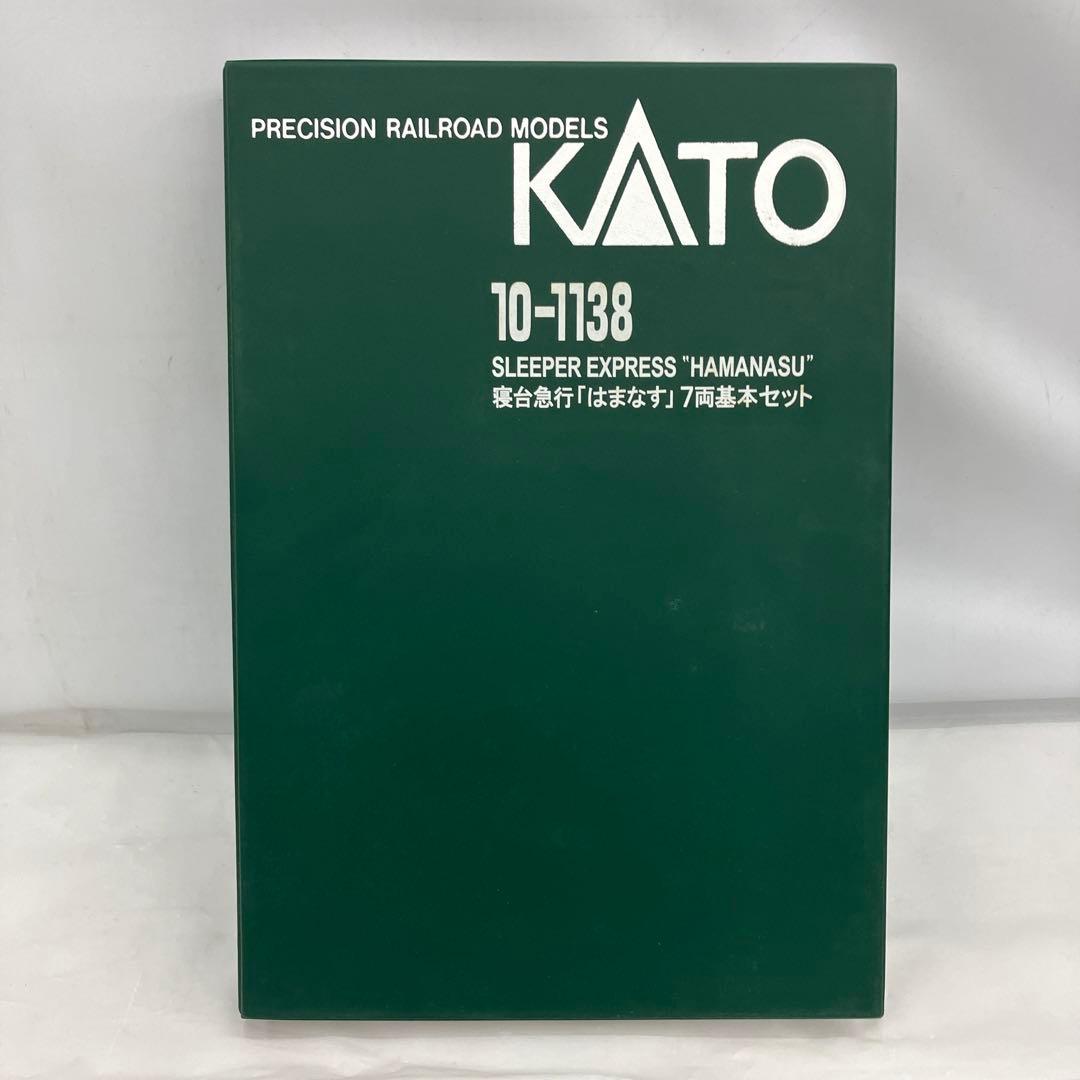 PRECISION RAILROAD MODELS
KATO
10-1138
SLEEPER EXPRESS "HAMANASU"
寝台急行「はまなす」7両基本セット